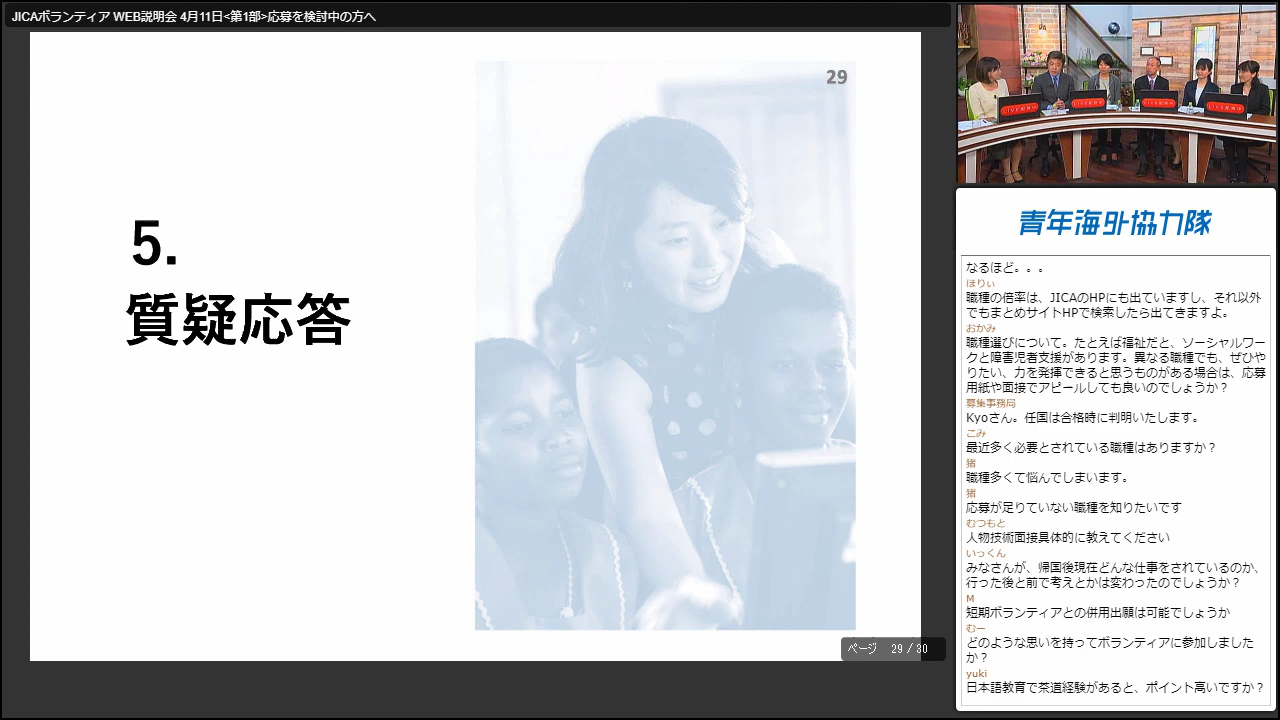 JICAボランティア WEB説明会 4月11日<第1部>応募を検討中の方へ
29
5.
質疑応答
ページ 29 / 30
青年海外協力隊
なるほど。。。
ほりぃ
職種の倍率は、JICAのHPにも出ていますし、それ以外
でもまとめサイトHPで検索したら出てきますよ。
おかみ
職種選びについて。たとえば福祉だと、ソーシャルワー
クと障害児者支援があります。異なる職種でも、ぜひや
りたい、力を発揮できると思うものがある場合は、応募
用紙や面接でアピールしても良いのでしょうか？
募集事務局
Kyoさん。任国は合格時に判明いたします。
こみ
最近多く必要とされている職種はありますか？
猪
職種多くて悩んでしまいます。
猪
応募が足りていない職種を知りたいです
むつもと
人物技術面接具体的に教えてください
いっくん
みなさんが、帰国後現在どんな仕事をされているのか、
行った後と前で考えとかは変わったのでしょうか？
M
短期ボランティアとの併用出願は可能でしょうか
むー
どのような思いを持ってボランティアに参加しました
か？
yuki
日本語教育で茶道経験があると、ポイント高いですか？